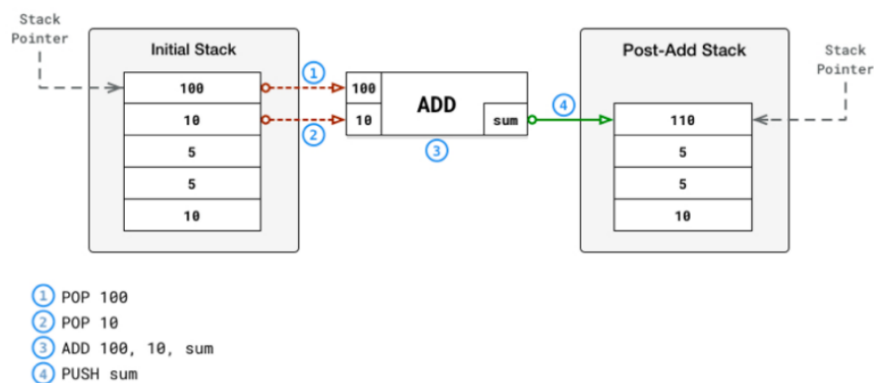 Stack
Pointer
Initial Stack
100
10
5
5
10
1
2
100
10
ADD
sum
3
4
Post-Add Stack
110
5
5
10
Stack
Pointer
1 POP 100
2 POP 10
3 ADD 100, 10, sum
4 PUSH sum